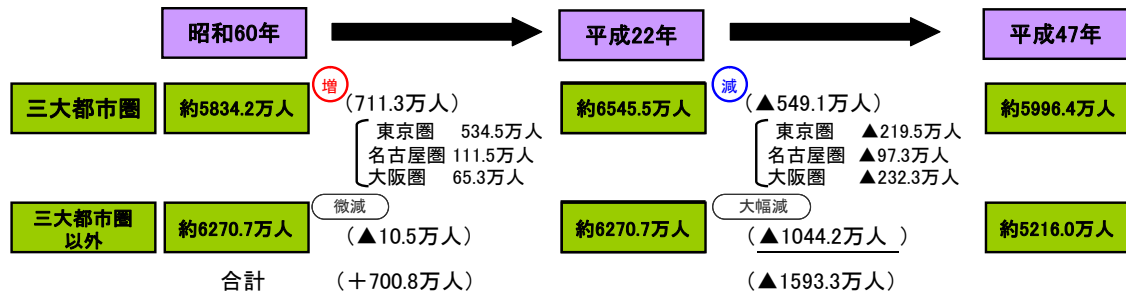 昭和60年
平成22年
平成47年
三大都市圏
約5834.2万人
増
(711.3万人)
東京圏 534.5万人
名古屋圏 111.5万人
大阪圏 65.3万人
約6545.5万人
減
(▲549.1万人)
東京圏 ▲219.5万人
名古屋圏 ▲97.3万人
大阪圏 ▲232.3万人
約5996.4万人
三大都市圏
以外
約6270.7万人
微減
(▲10.5万人)
約6270.7万人
大幅減
(▲1044.2万人 )
約5216.0万人
合計 (+700.8万人)
(▲1593.3万人)